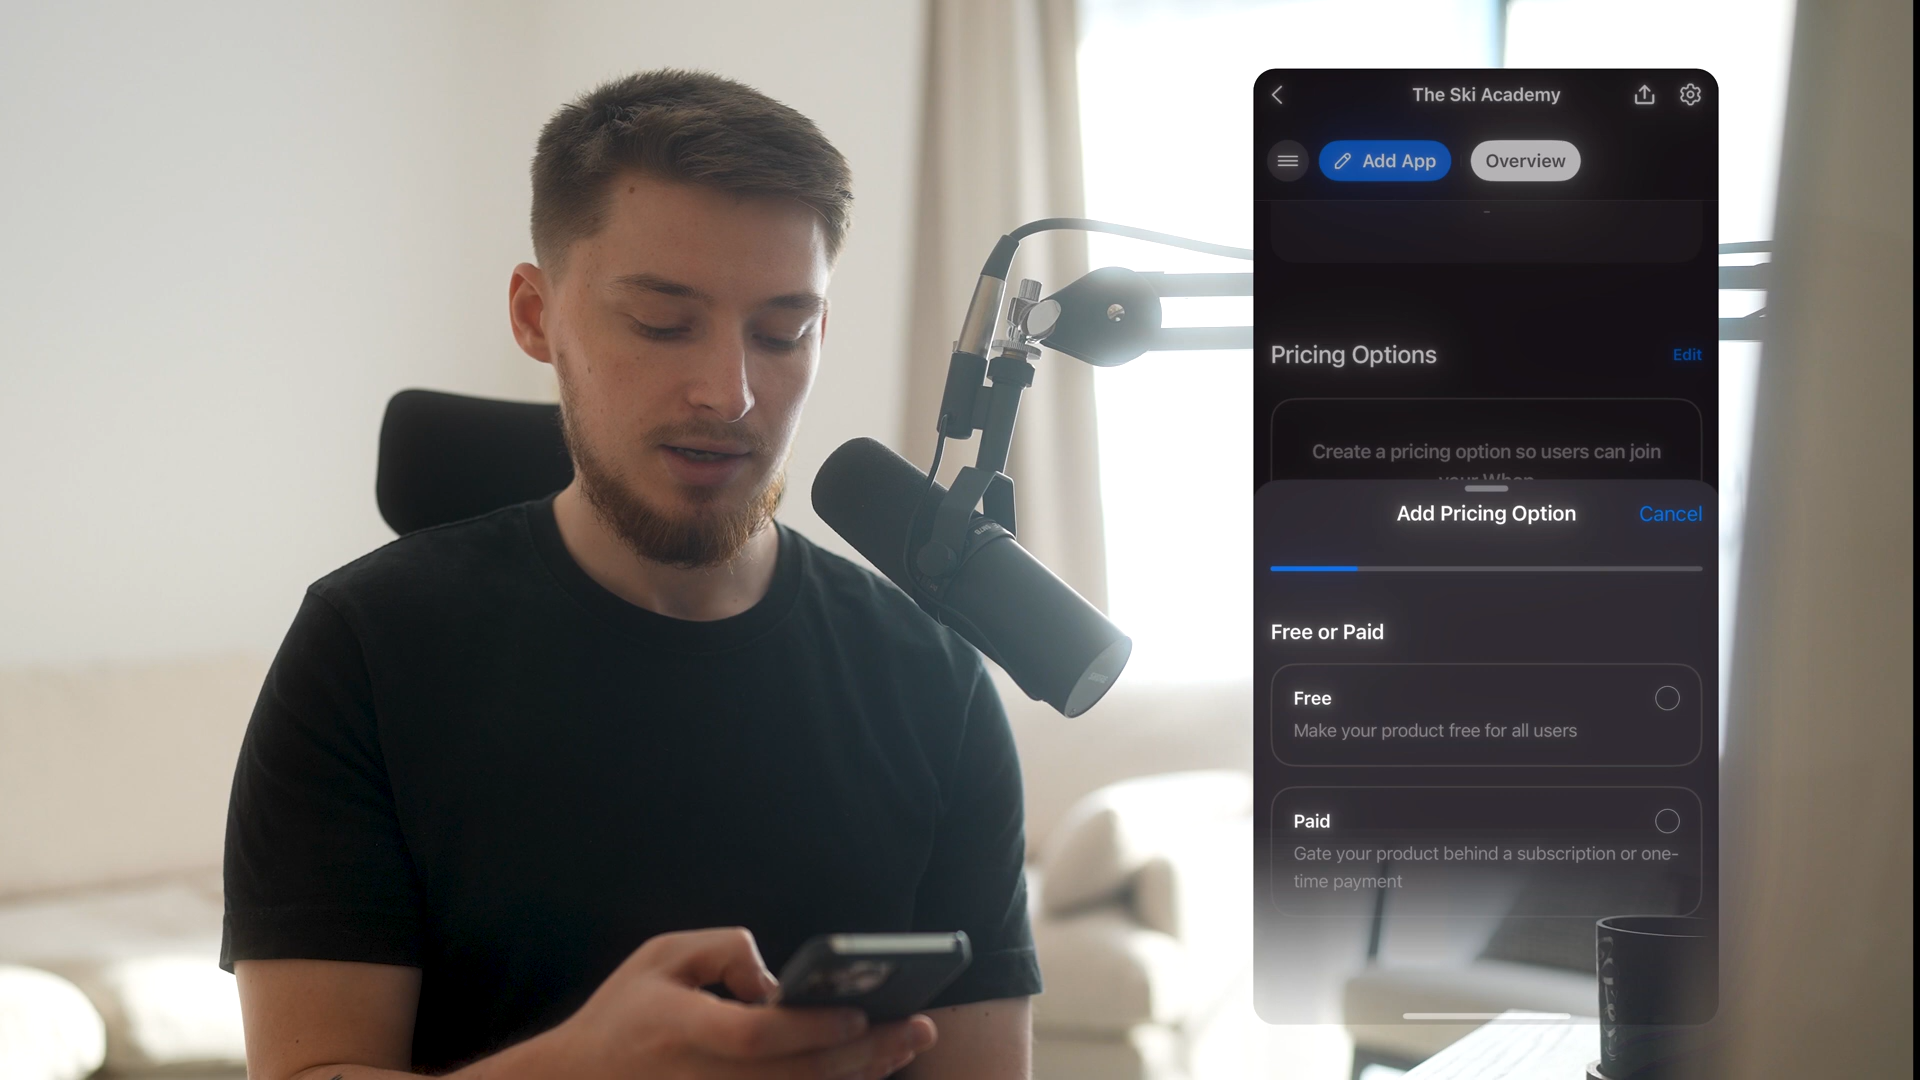 The Ski Academy
Add App
Overview
Pricing Options
Edit
Create a pricing option so users can join
your Whop
Add Pricing Option
Cancel
Free or Paid
Free
Make your product free for all users
Paid
Gate your product behind a subscription or one-
time payment